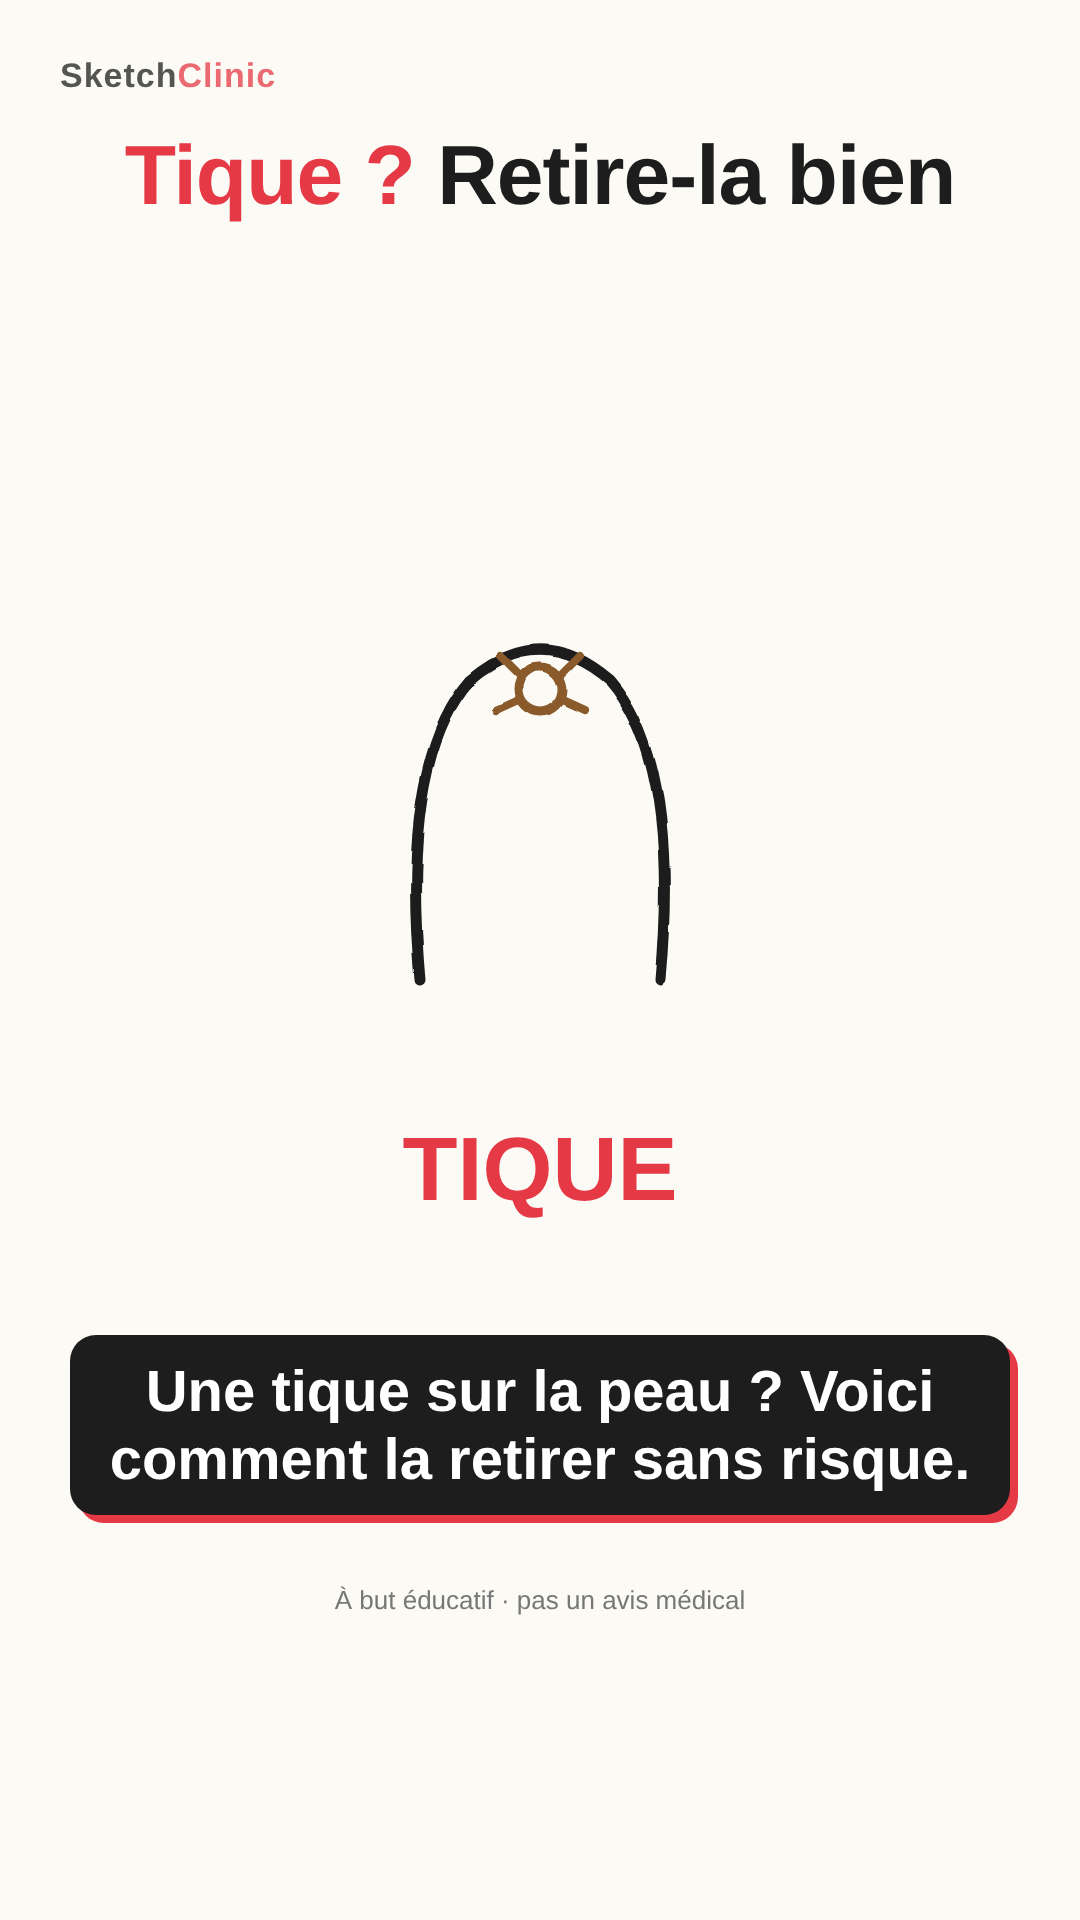 SketchClinic
Tique ? Retire-la bien
TIQUE
Une tique sur la peau ? Voici
comment la retirer sans risque.
À but éducatif · pas un avis médical